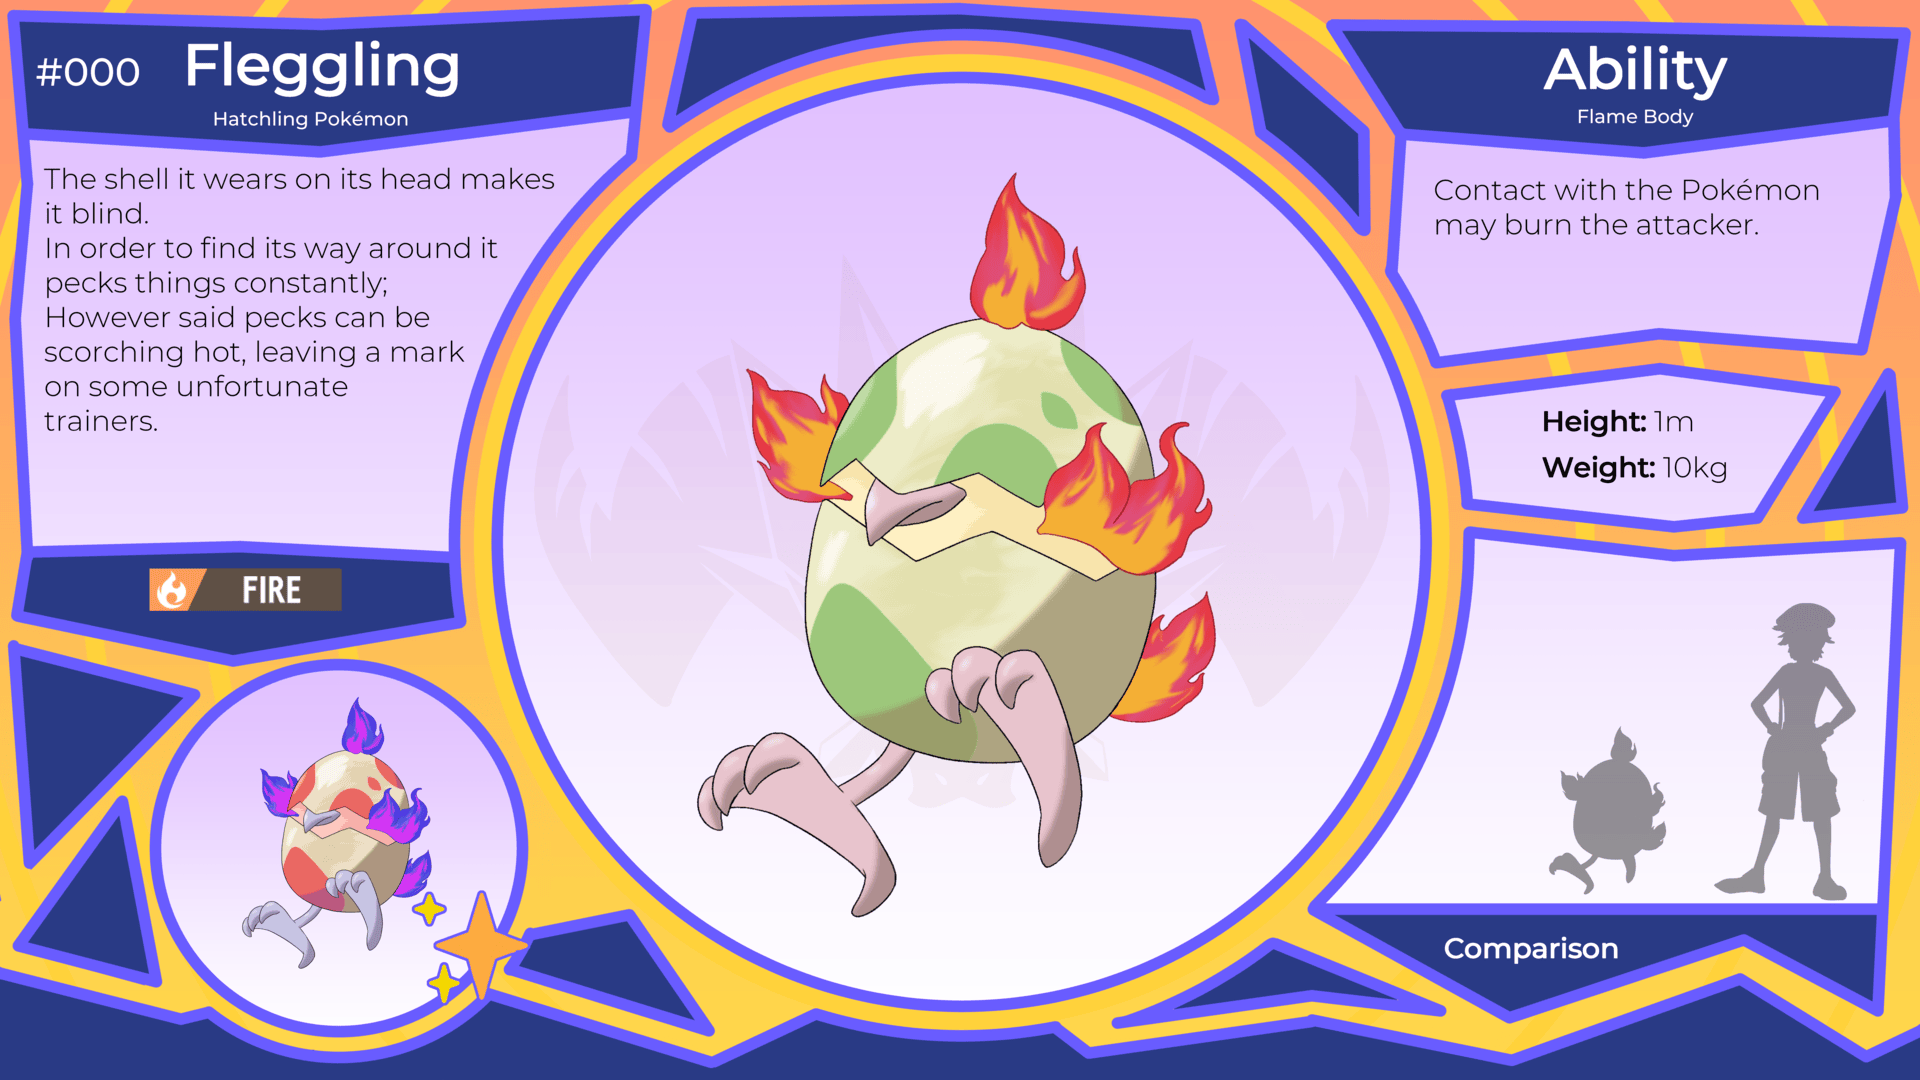 #000 Fleggling
Hatchling Pokémon
The shell it wears on its head makes
it blind.
In order to find its way around it
pecks things constantly;
However said pecks can be
scorching hot, leaving a mark
on some unfortunate
trainers.
FIRE
Ability
Flame Body
Contact with the Pokémon
may burn the attacker.
Height: 1m
Weight: 10kg
Comparison